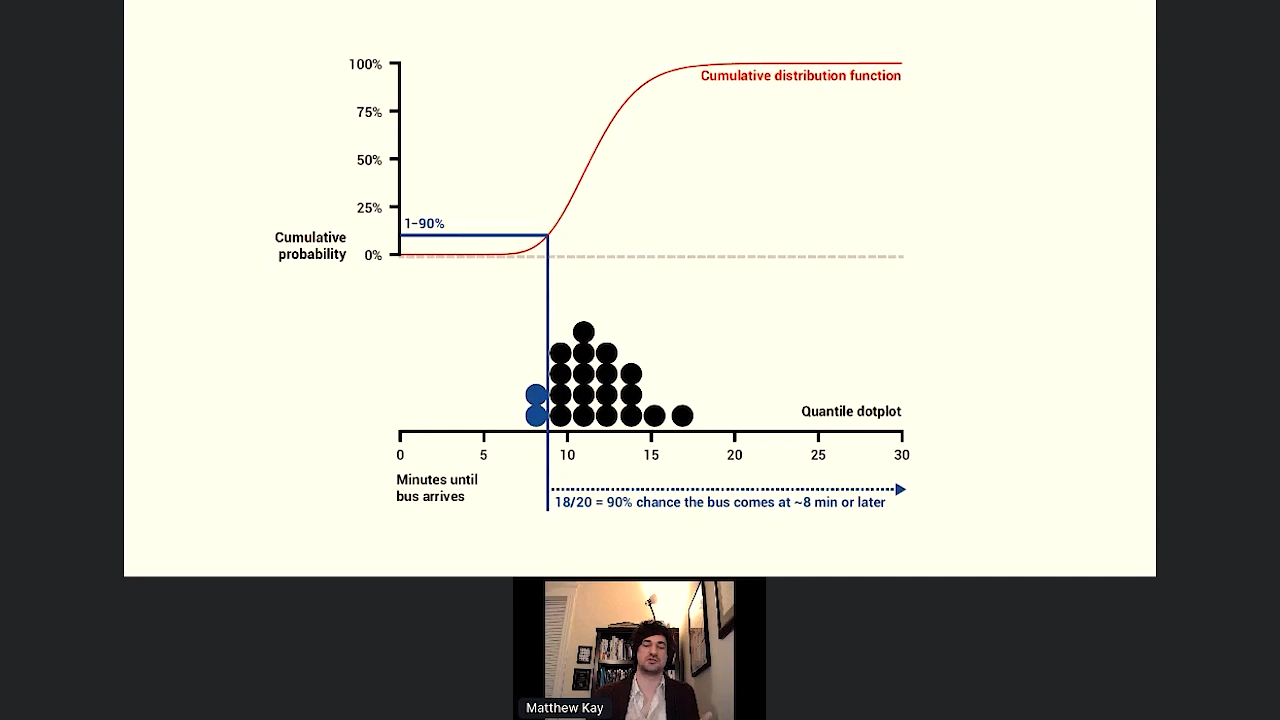 100%
Cumulative distribution function
75%
50%
25%
1–90%
Cumulative
probability
0%
Quantile dotplot
0 5 10 15 20 25 30
Minutes until
bus arrives
18/20 = 90% chance the bus comes at ~8 min or later
Matthew Kay